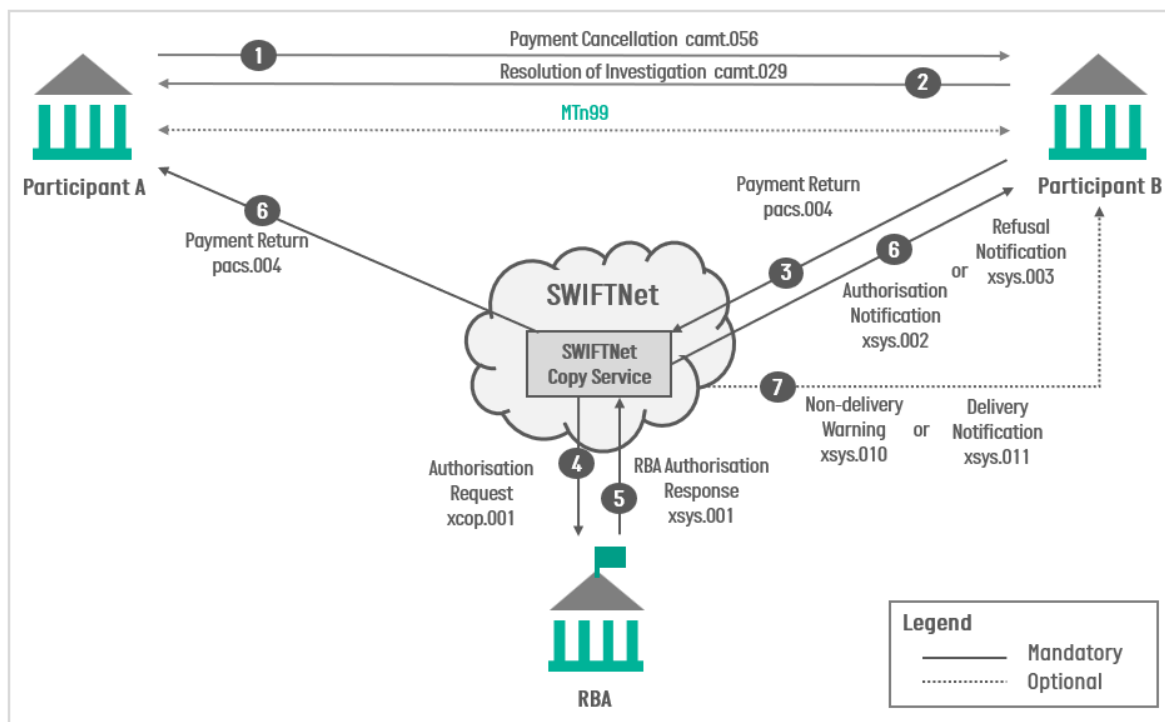 Payment Cancellation camt.056
1
Resolution of Investigation camt.029
2
MTn99
Participant A
Participant B
6
Payment Return
pacs.004
Payment Return
pacs.004
3
6
Refusal
Notification
xsys.003
or
Authorisation
Notification
xsys.002
SWIFTNet
SWIFTNet
Copy Service
7
Non-delivery
Warning
xsys.010
or
Delivery
Notification
xsys.011
4
Authorisation
Request
xcop.001
5
RBA Authorisation
Response
xsys.001
RBA
Legend
Mandatory
Optional